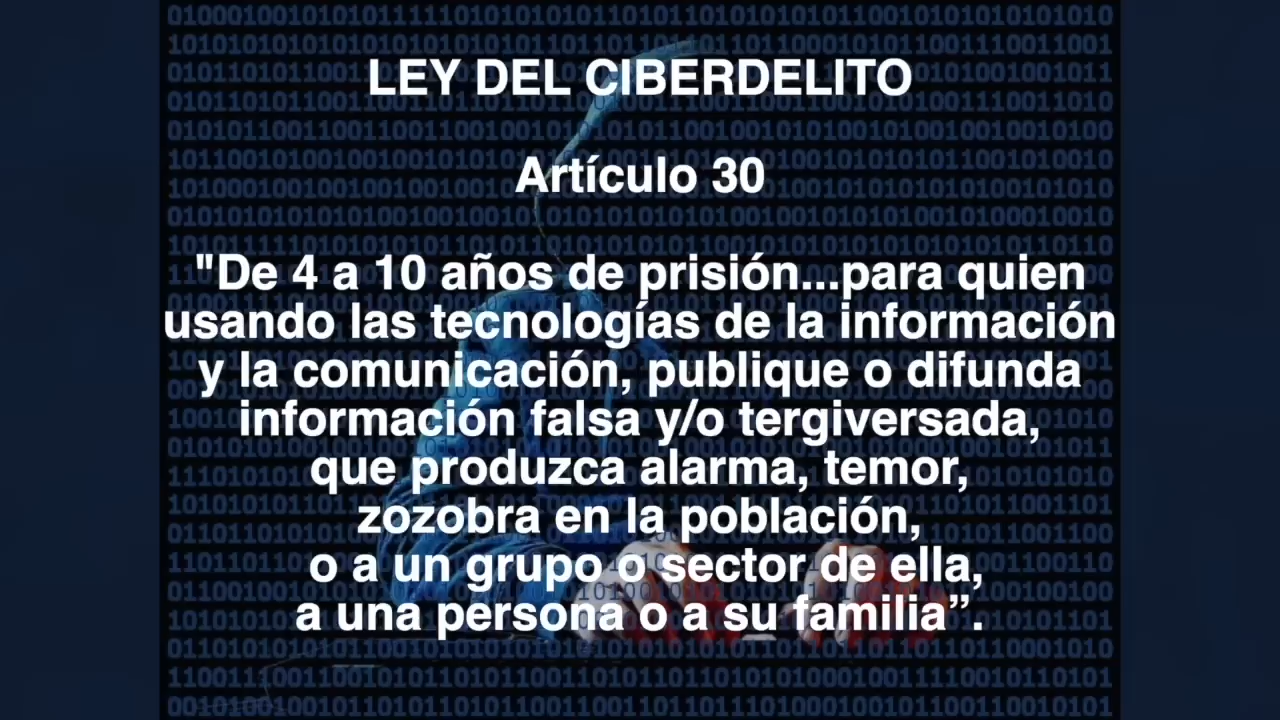 LEY DEL CIBERDELITO
Artículo 30
"De 4 a 10 años de prisión...para quien
usando las tecnologías de la información
y la comunicación, publique o difunda
información falsa y/o tergiversada,
que produzca alarma, temor,
zozobra en la población,
o a un grupo o sector de ella,
a una persona o a su familia”.